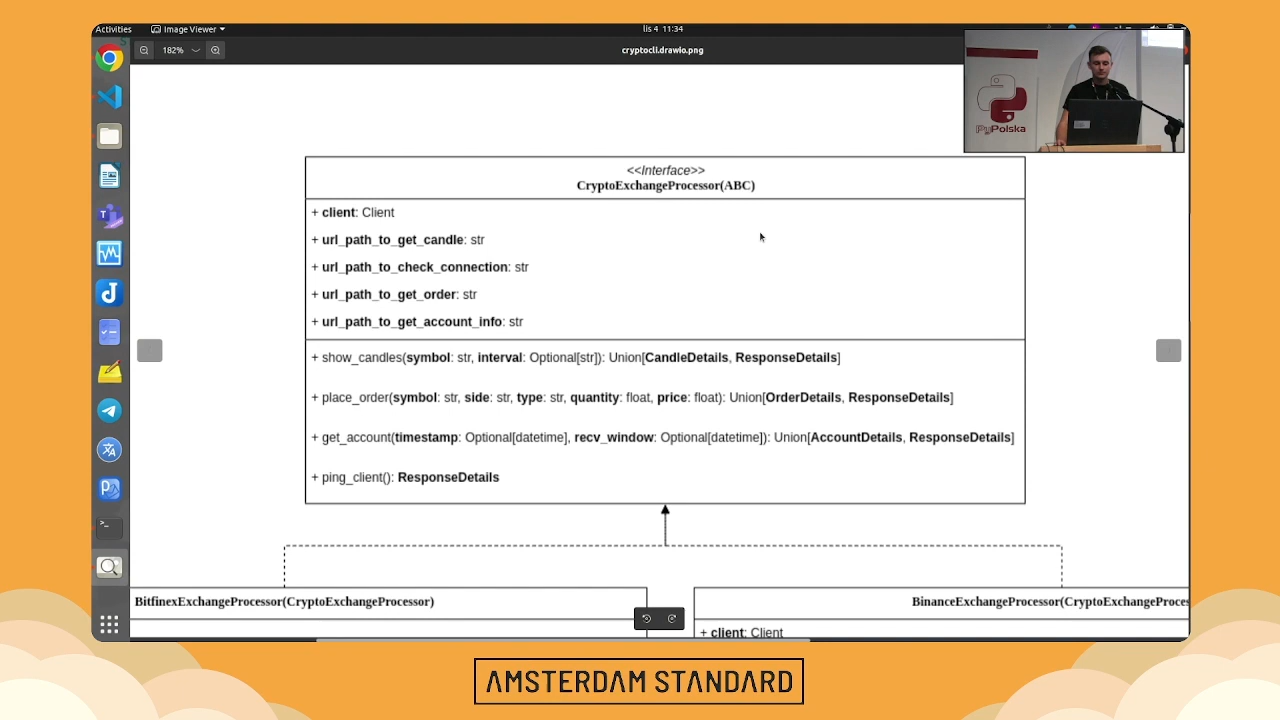 Activities
Image Viewer
lis 4 11:34
182%
cryptocli.drawio.png
PyPolska
<<Interface>>
CryptoExchangeProcessor(ABC)
+ client: Client
+ url_path_to_get_candle: str
+ url_path_to_check_connection: str
+ url_path_to_get_order: str
+ url_path_to_get_account_info: str
+ show_candles(symbol: str, interval: Optional[str]): Union[CandleDetails, ResponseDetails]
+ place_order(symbol: str, side: str, type: str, quantity: float, price: float): Union[OrderDetails, ResponseDetails]
+ get_account(timestamp: Optional[datetime], recv_window: Optional[datetime]): Union[AccountDetails, ResponseDetails]
+ ping_client(): ResponseDetails
BitfinexExchangeProcessor(CryptoExchangeProcessor)
BinanceExchangeProcessor(CryptoExchangeProces
+ client: Client
AMSTERDAM STANDARD